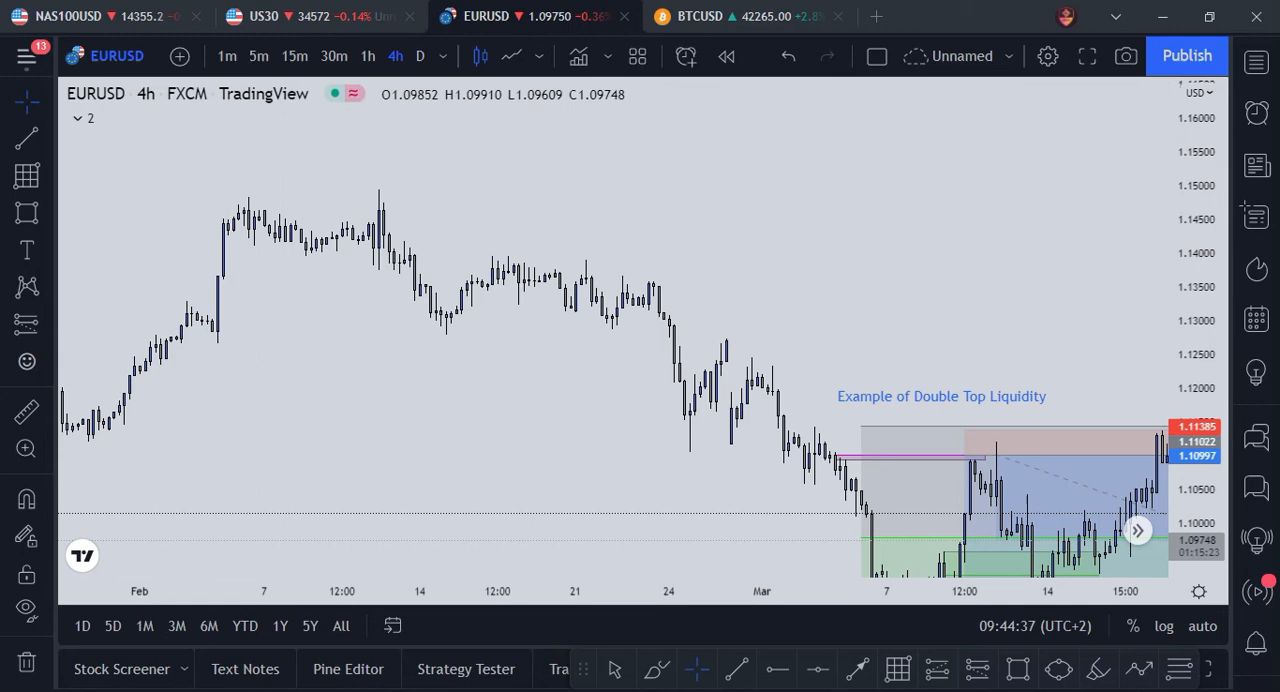 NAS100USD 14355.2 -0
US30 34572 -0.14% Unn
EURUSD 1.09750 -0.36%
BTCUSD 42265.00 +2.8%
13
EURUSD
1m 5m 15m 30m 1h 4h D
Unnamed
Publish
EURUSD 4h FXCM TradingView O1.09852 H1.09910 L1.09609 C1.09748
2
USD
1.16000
1.15500
1.15000
1.14500
1.14000
1.13500
1.13000
1.12500
1.12000
Example of Double Top Liquidity
1.11385
1.11022
1.10997
1.10500
1.10000
1.09748
01:15:23
Feb 7 12:00 14 12:00 21 24 Mar 7 12:00 14 15:00
1D 5D 1M 3M 6M YTD 1Y 5Y All
09:44:37 (UTC+2) % log auto
Stock Screener Text Notes Pine Editor Strategy Tester Tra